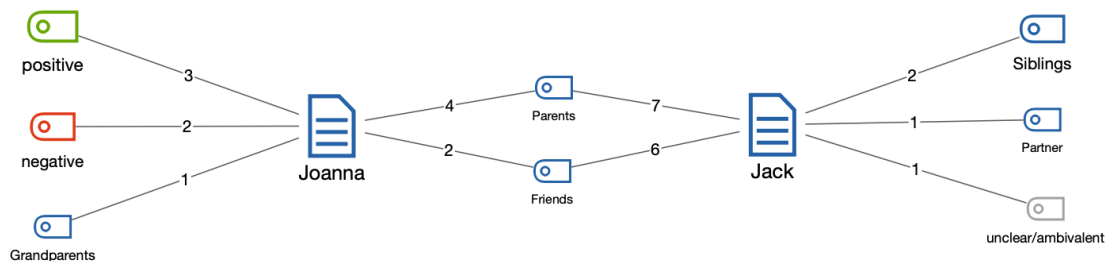 positive
3
negative
2
1
Grandparents
Joanna
4
Parents
7
2
Friends
6
Jack
2
Siblings
1
Partner
1
unclear/ambivalent